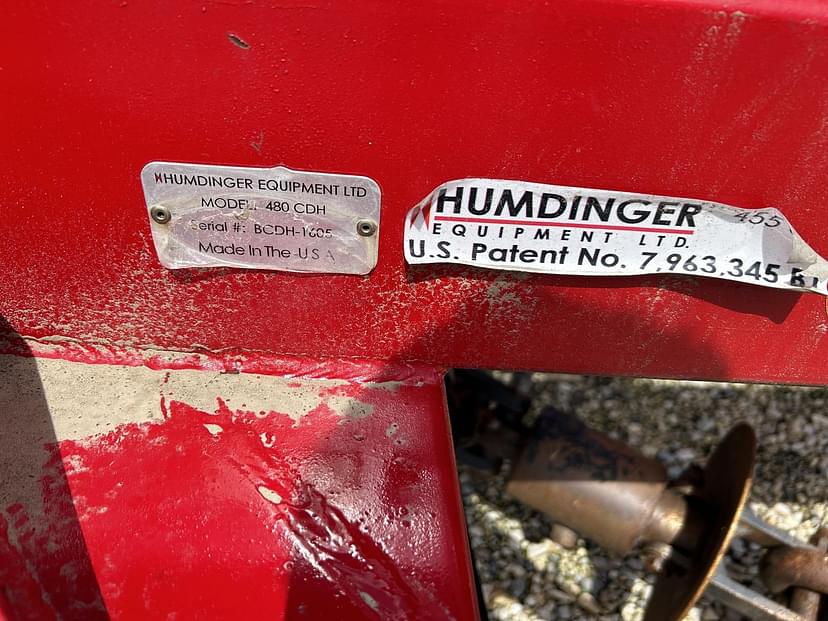 HUMDINGER EQUIPMENT LTD
MODEL: 480 CDH
Serial #: BCDH-1605
Made In The U S A
HUMDINGER
455
EQUIPMENT LTD.
U.S. Patent No. 7,963,345 B1